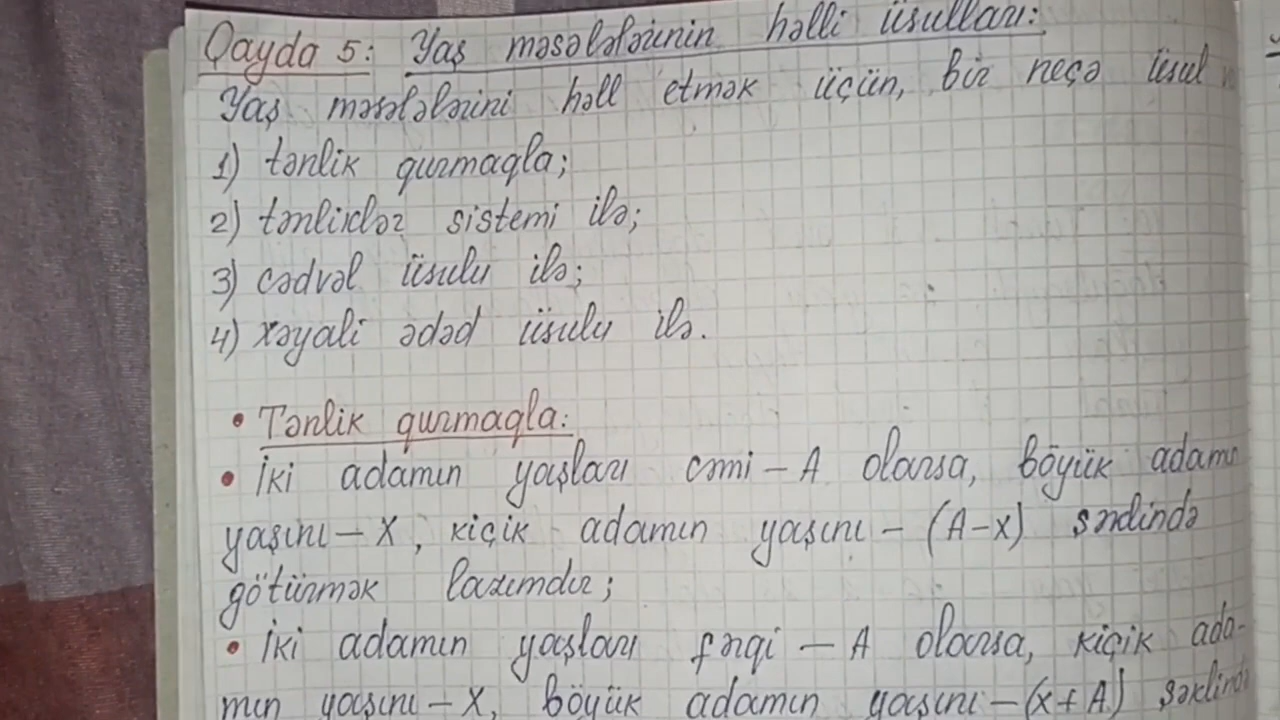 Qayda 5: Yaş məsələlərinin həlli üsulları:
Yaş məsələlərini həll etmək üçün, bir neçə üsul
1) tənlik qurmaqla;
2) tənliklər sistemi ilə;
3) cədvəl üsulu ilə;
4) xəyali ədəd üsulu ilə.
• Tənlik qurmaqla:
• İki adamın yaşları cəmi – A olarsa, böyük adamın
yaşını – X, kiçik adamın yaşını – (A-x) şəklində
götürmək lazımdır;
• İki adamın yaşları fərqi – A olarsa, kiçik ada-
mın yaşını – X, böyük adamın yaşını – (x+A) şəklində